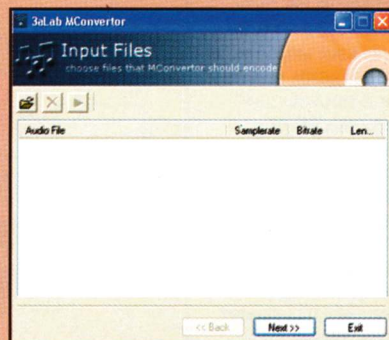 3aLab MConvertor
Input Files
choose files that MConvertor should encode
Audio File Samplerate Bitrate Len...
<< Back Next >> Exit